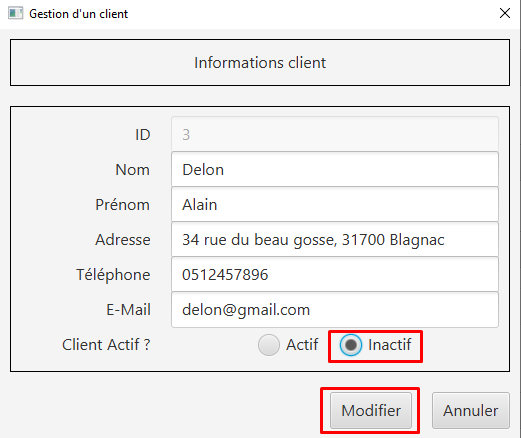 Gestion d'un client
Informations client
ID 3
Nom Delon
Prénom Alain
Adresse 34 rue du beau gosse, 31700 Blagnac
Téléphone 0512457896
E-Mail delon@gmail.com
Client Actif ? Actif Inactif
Modifier Annuler